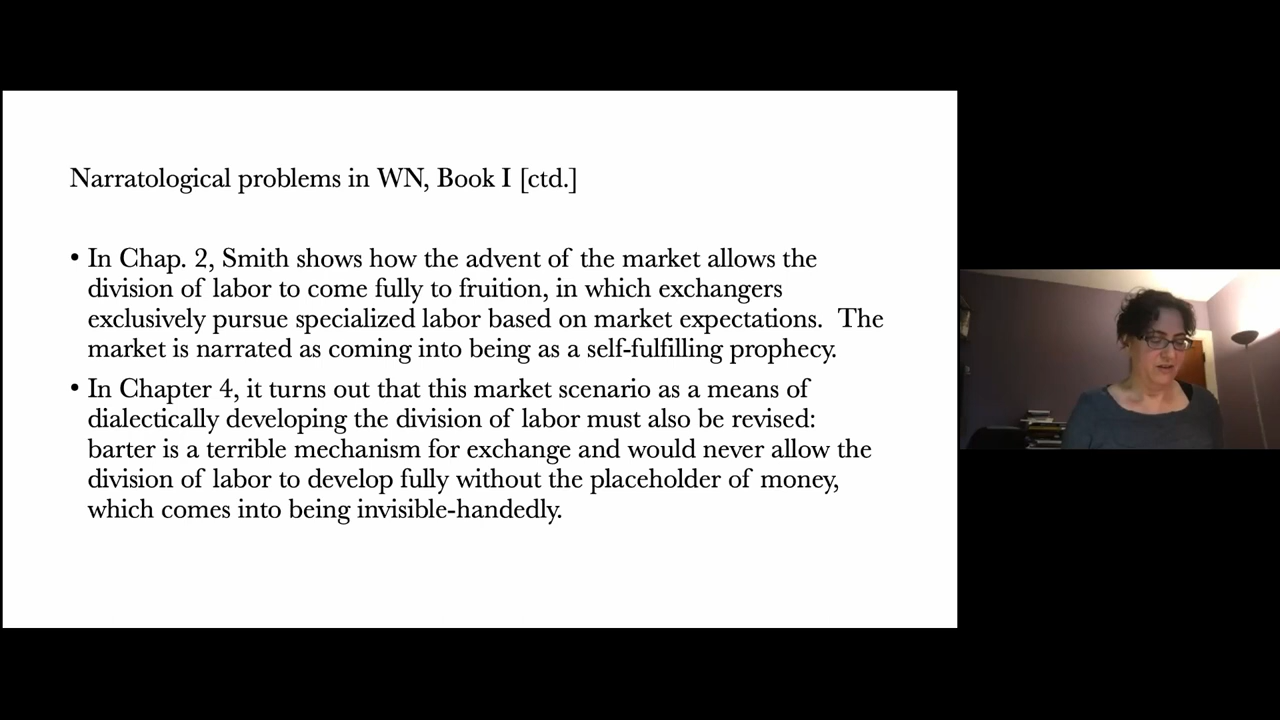 Narratological problems in WN, Book I [ctd.]
• In Chap. 2, Smith shows how the advent of the market allows the
division of labor to come fully to fruition, in which exchangers
exclusively pursue specialized labor based on market expectations.  The
market is narrated as coming into being as a self-fulfilling prophecy.
• In Chapter 4, it turns out that this market scenario as a means of
dialectically developing the division of labor must also be revised:
barter is a terrible mechanism for exchange and would never allow the
division of labor to develop fully without the placeholder of money,
which comes into being invisible-handedly.